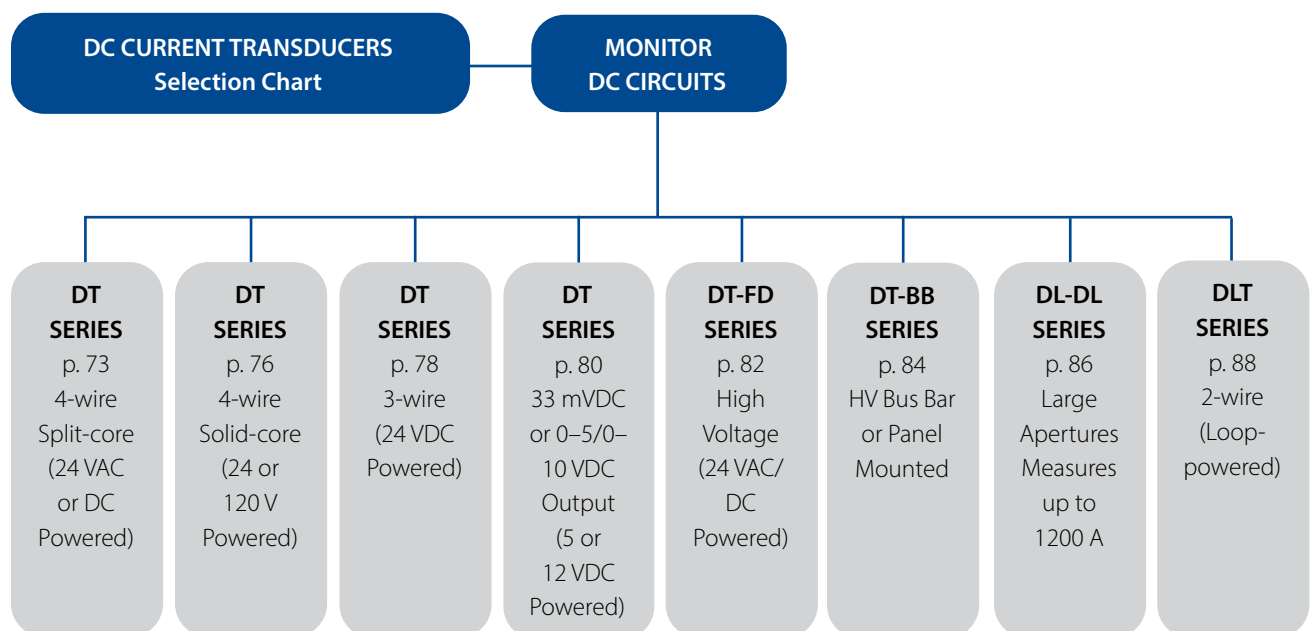 DC CURRENT TRANSDUCERS
Selection Chart
MONITOR
DC CIRCUITS
DT
SERIES
p. 73
4-wire
Split-core
(24 VAC
or DC
Powered)
DT
SERIES
p. 76
4-wire
Solid-core
(24 or
120 V
Powered)
DT
SERIES
p. 78
3-wire
(24 VDC
Powered)
DT
SERIES
p. 80
33 mVDC
or 0–5/0–
10 VDC
Output
(5 or
12 VDC
Powered)
DT-FD
SERIES
p. 82
High
Voltage
(24 VAC/
DC
Powered)
DT-BB
SERIES
p. 84
HV Bus Bar
or Panel
Mounted
DL-DL
SERIES
p. 86
Large
Apertures
Measures
up to
1200 A
DLT
SERIES
p. 88
2-wire
(Loop-
powered)